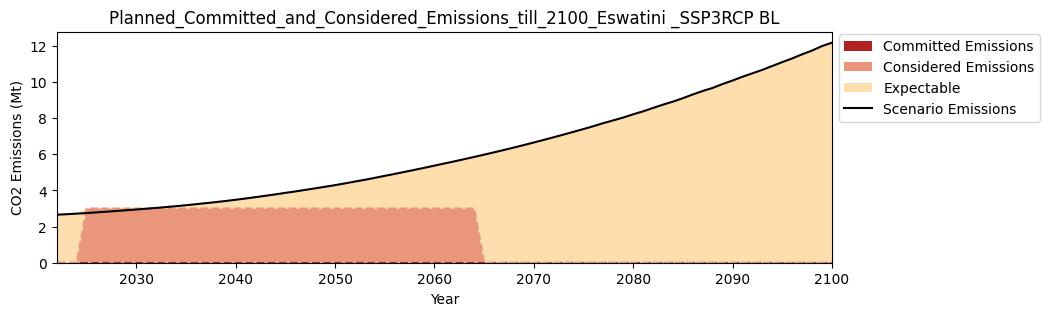 Planned_Committed_and_Considered_Emissions_till_2100_Eswatini _SSP3RCP BL
CO2 Emissions (Mt)
12
10
8
6
4
2
0
2030 2040 2050 2060 2070 2080 2090 2100
Year
Committed Emissions
Considered Emissions
Expectable
Scenario Emissions